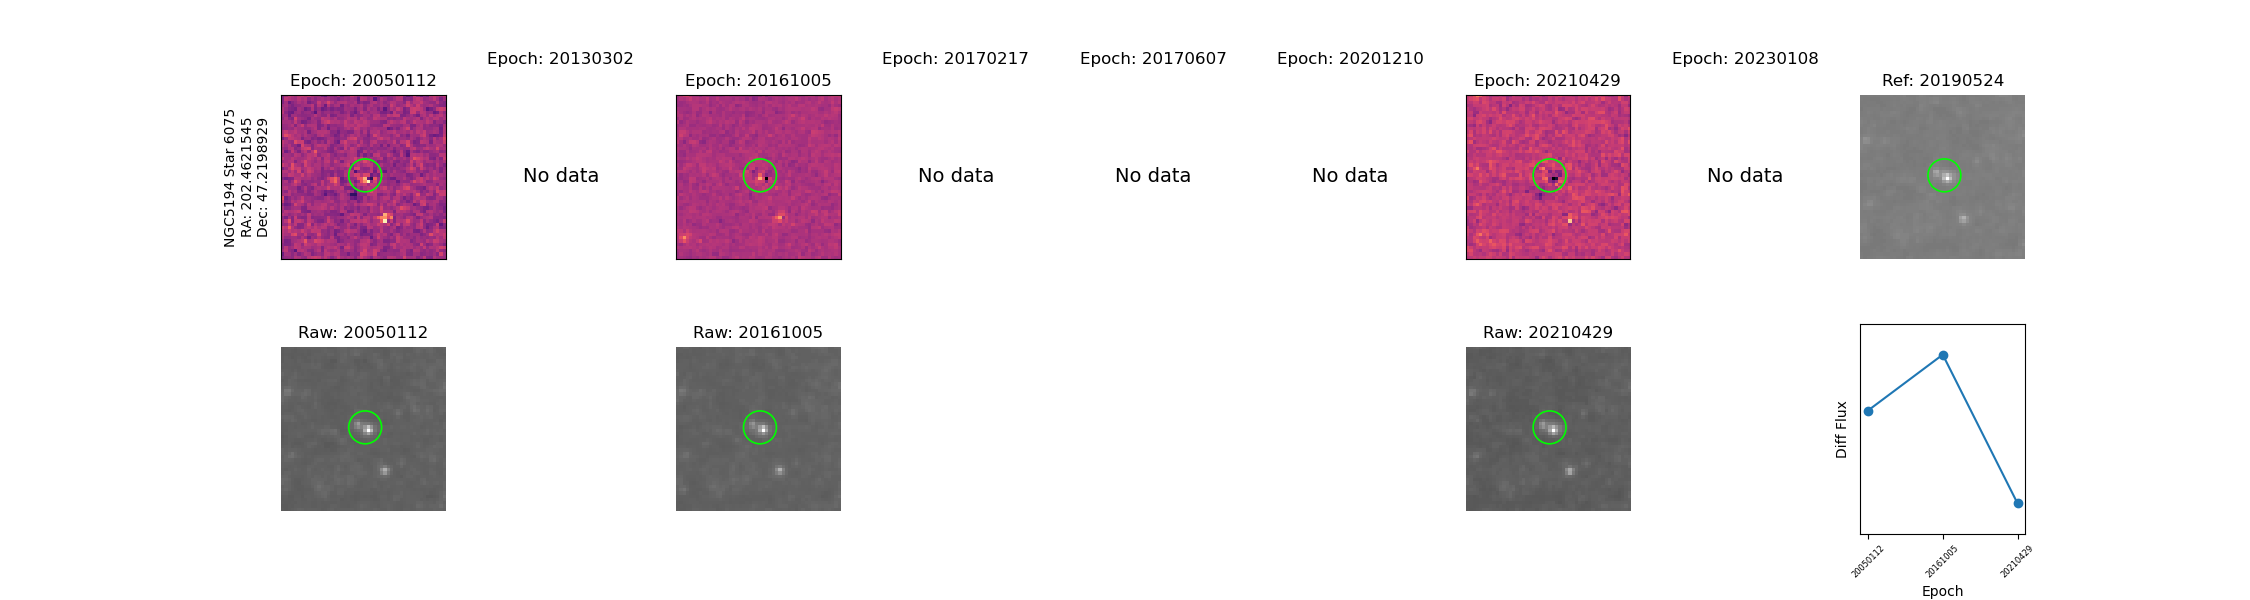 Epoch: 20050112
Epoch: 20130302
Epoch: 20161005
Epoch: 20170217
Epoch: 20170607
Epoch: 20201210
Epoch: 20210429
Epoch: 20230108
Ref: 20190524
NGC5194 Star 6075
RA: 202.4621545
Dec: 47.2198929
No data
No data
No data
No data
No data
Raw: 20050112
Raw: 20161005
Raw: 20210429
Diff Flux
20050112
20161005
20210429
Epoch